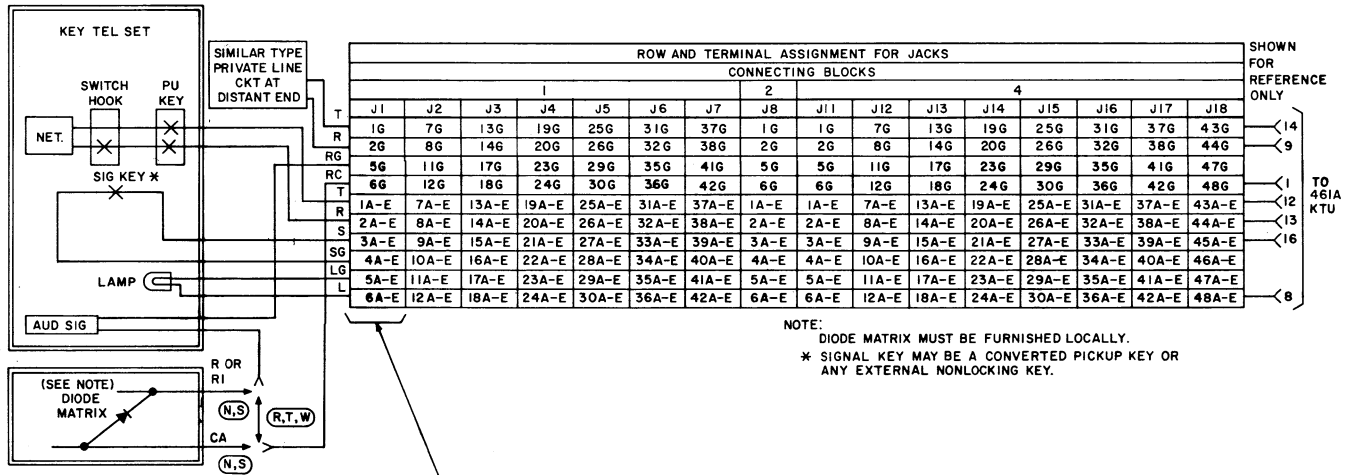 KEY TEL SET
SWITCH HOOK
PU KEY
NET.
SIG KEY *
LAMP
AUD SIG
SIMILAR TYPE
PRIVATE LINE
CKT AT
DISTANT END
ROW AND TERMINAL ASSIGNMENT FOR JACKS
CONNECTING BLOCKS
1 2 4
J1 J2 J3 J4 J5 J6 J7 J8 J11 J12 J13 J14 J15 J16 J17 J18
T 1G 7G 13G 19G 25G 31G 37G 1G 1G 7G 13G 19G 25G 31G 37G 43G 14
R 2G 8G 14G 20G 26G 32G 38G 2G 2G 8G 14G 20G 26G 32G 38G 44G 9
RG 5G 11G 17G 23G 29G 35G 41G 5G 5G 11G 17G 23G 29G 35G 41G 47G
RC 6G 12G 18G 24G 30G 36G 42G 6G 6G 12G 18G 24G 30G 36G 42G 48G 1
T 1A-E 7A-E 13A-E 19A-E 25A-E 31A-E 37A-E 1A-E 1A-E 7A-E 13A-E 19A-E 25A-E 31A-E 37A-E 43A-E 12
R 2A-E 8A-E 14A-E 20A-E 26A-E 32A-E 38A-E 2A-E 2A-E 8A-E 14A-E 20A-E 26A-E 32A-E 38A-E 44A-E 13
S 3A-E 9A-E 15A-E 21A-E 27A-E 33A-E 39A-E 3A-E 3A-E 9A-E 15A-E 21A-E 27A-E 33A-E 39A-E 45A-E 16
SG 4A-E 10A-E 16A-E 22A-E 28A-E 34A-E 40A-E 4A-E 4A-E 10A-E 16A-E 22A-E 28A-E 34A-E 40A-E 46A-E
LG 5A-E 11A-E 17A-E 23A-E 29A-E 35A-E 41A-E 5A-E 5A-E 11A-E 17A-E 23A-E 29A-E 35A-E 41A-E 47A-E
L 6A-E 12A-E 18A-E 24A-E 30A-E 36A-E 42A-E 6A-E 6A-E 12A-E 18A-E 24A-E 30A-E 36A-E 42A-E 48A-E 8
SHOWN
FOR
REFERENCE
ONLY
TO
461A
KTU
NOTE:
DIODE MATRIX MUST BE FURNISHED LOCALLY.
* SIGNAL KEY MAY BE A CONVERTED PICKUP KEY OR
ANY EXTERNAL NONLOCKING KEY.
(SEE NOTE)
DIODE
MATRIX
R OR
RI
N,S
R,T,W
CA
N,S